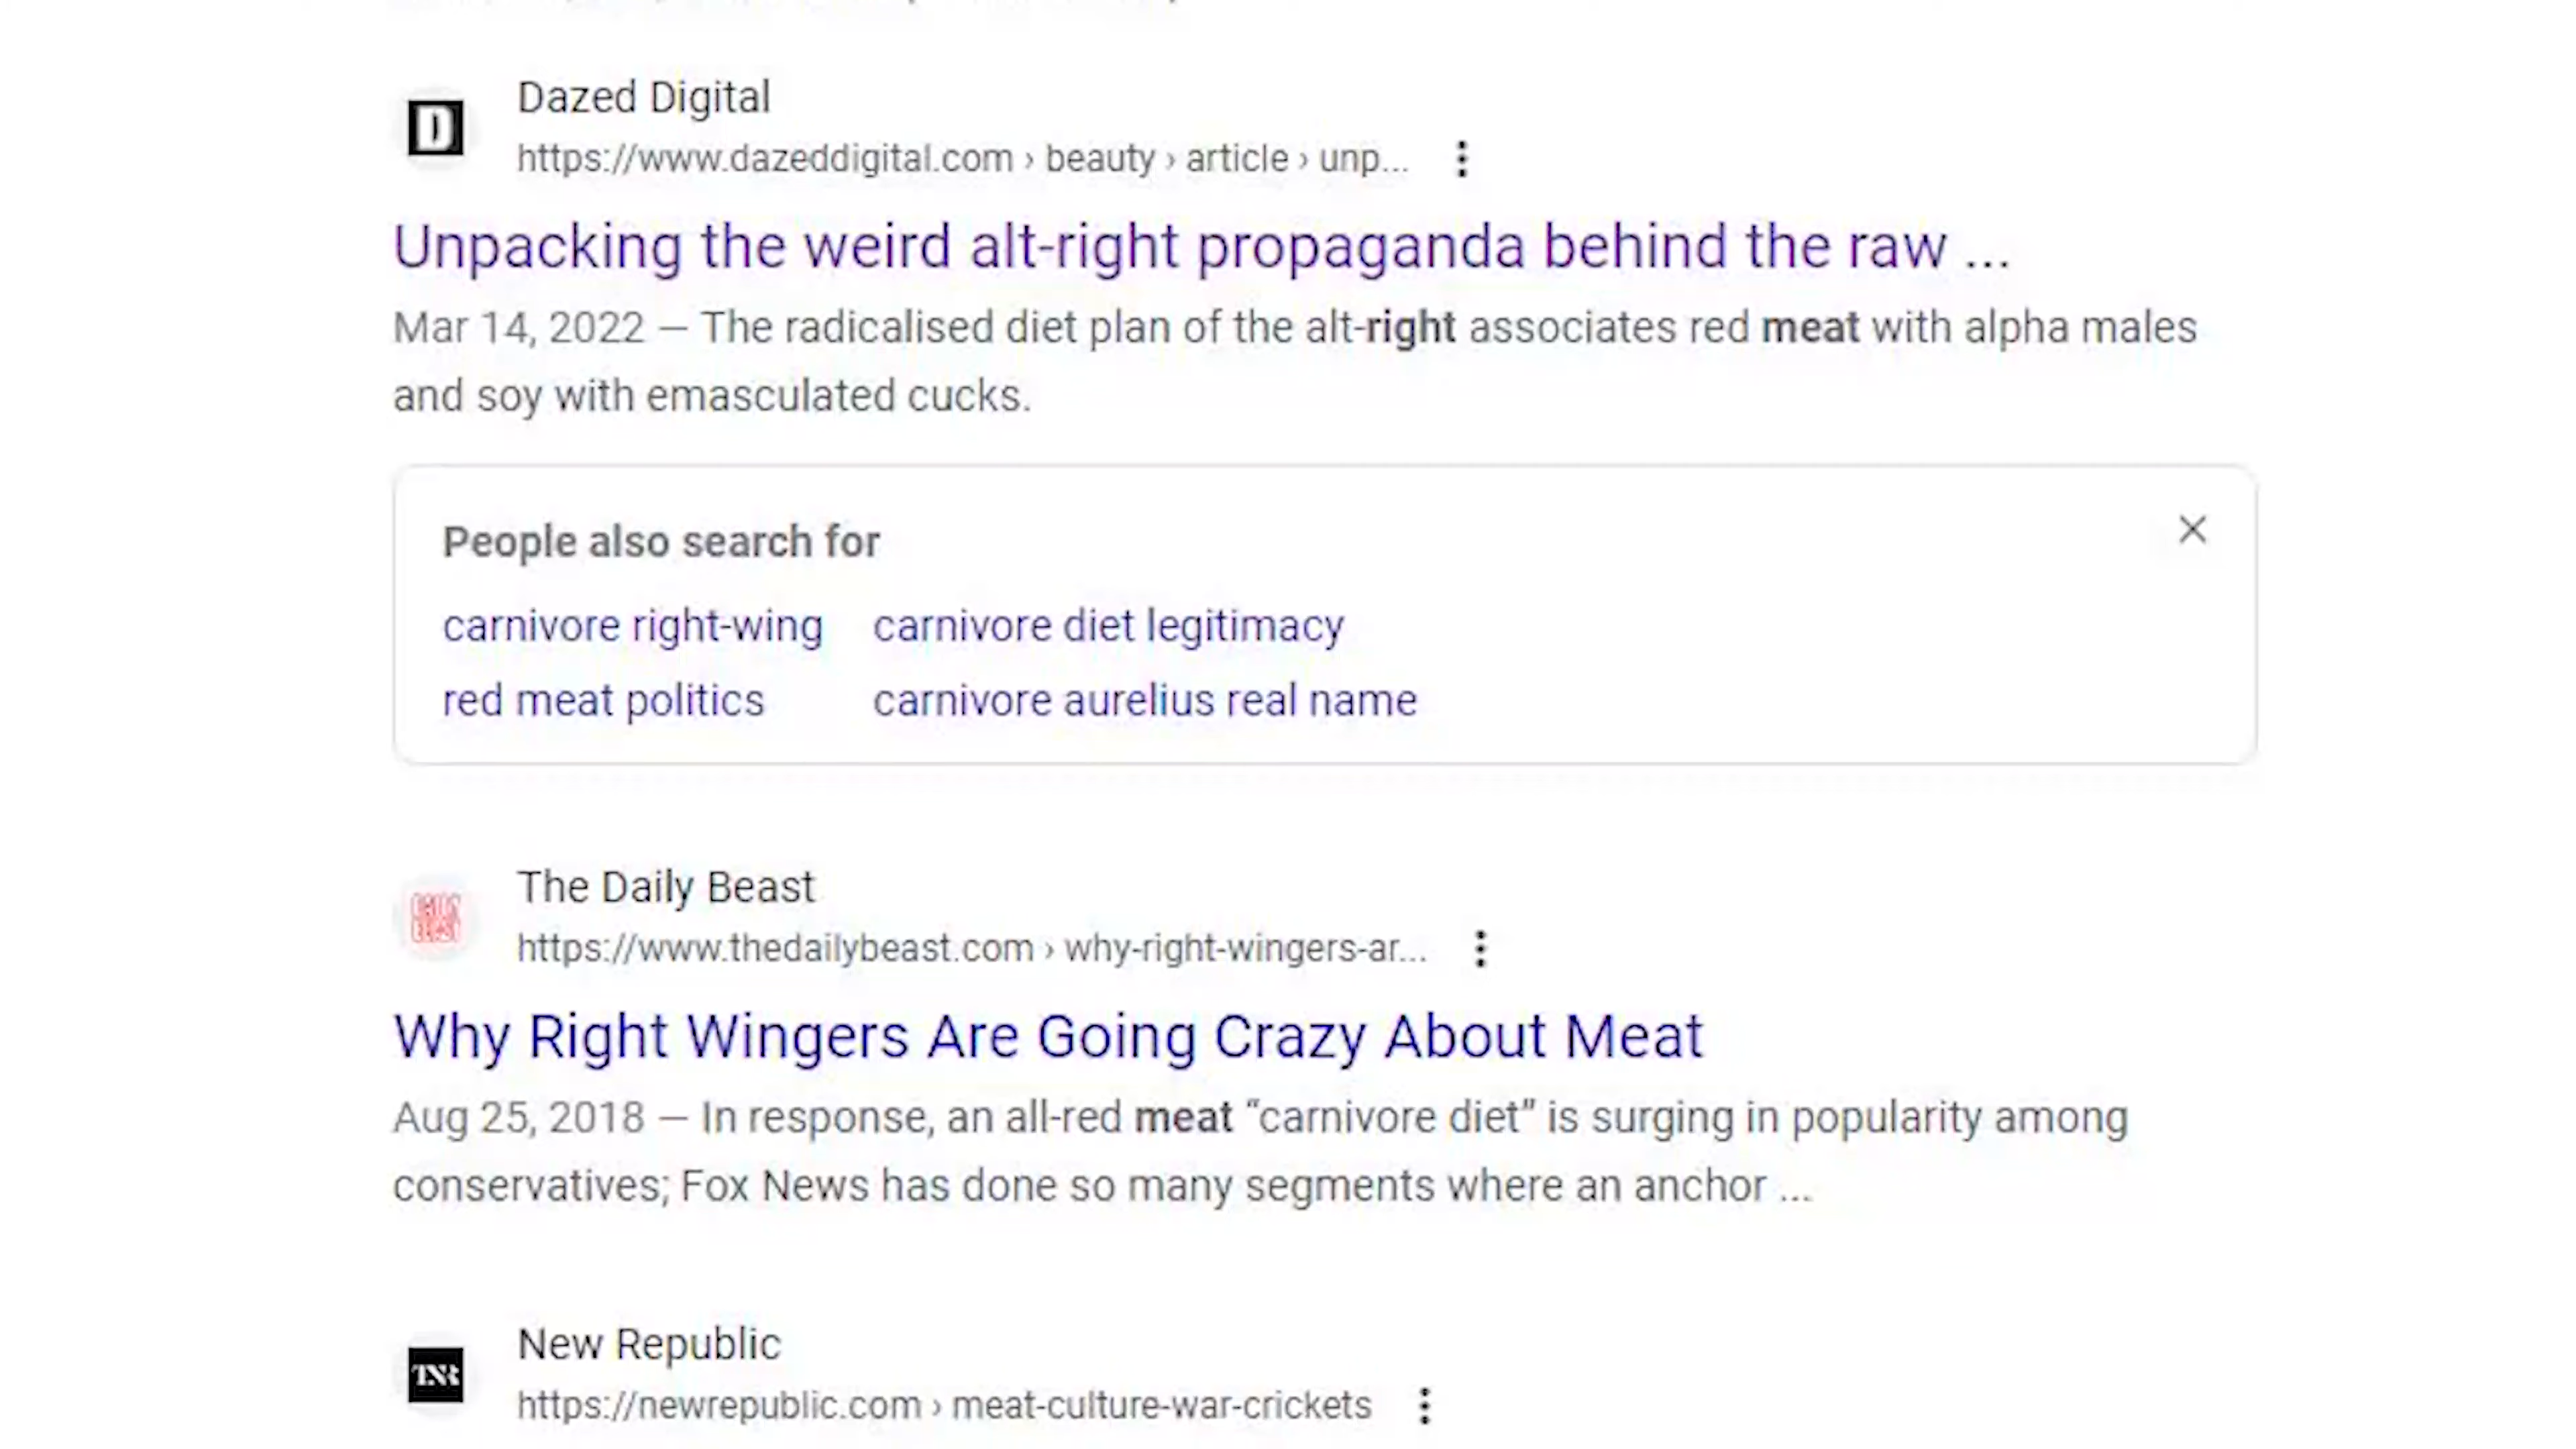 Dazed Digital
https://www.dazeddigital.com › beauty › article › unp...
Unpacking the weird alt-right propaganda behind the raw ...
Mar 14, 2022 — The radicalised diet plan of the alt-right associates red meat with alpha males
and soy with emasculated cucks.
People also search for
carnivore right-wing carnivore diet legitimacy
red meat politics carnivore aurelius real name
DAILY
BEAST
The Daily Beast
https://www.thedailybeast.com › why-right-wingers-ar...
Why Right Wingers Are Going Crazy About Meat
Aug 25, 2018 — In response, an all-red meat “carnivore diet” is surging in popularity among
conservatives; Fox News has done so many segments where an anchor ...
TNR
New Republic
https://newrepublic.com › meat-culture-war-crickets